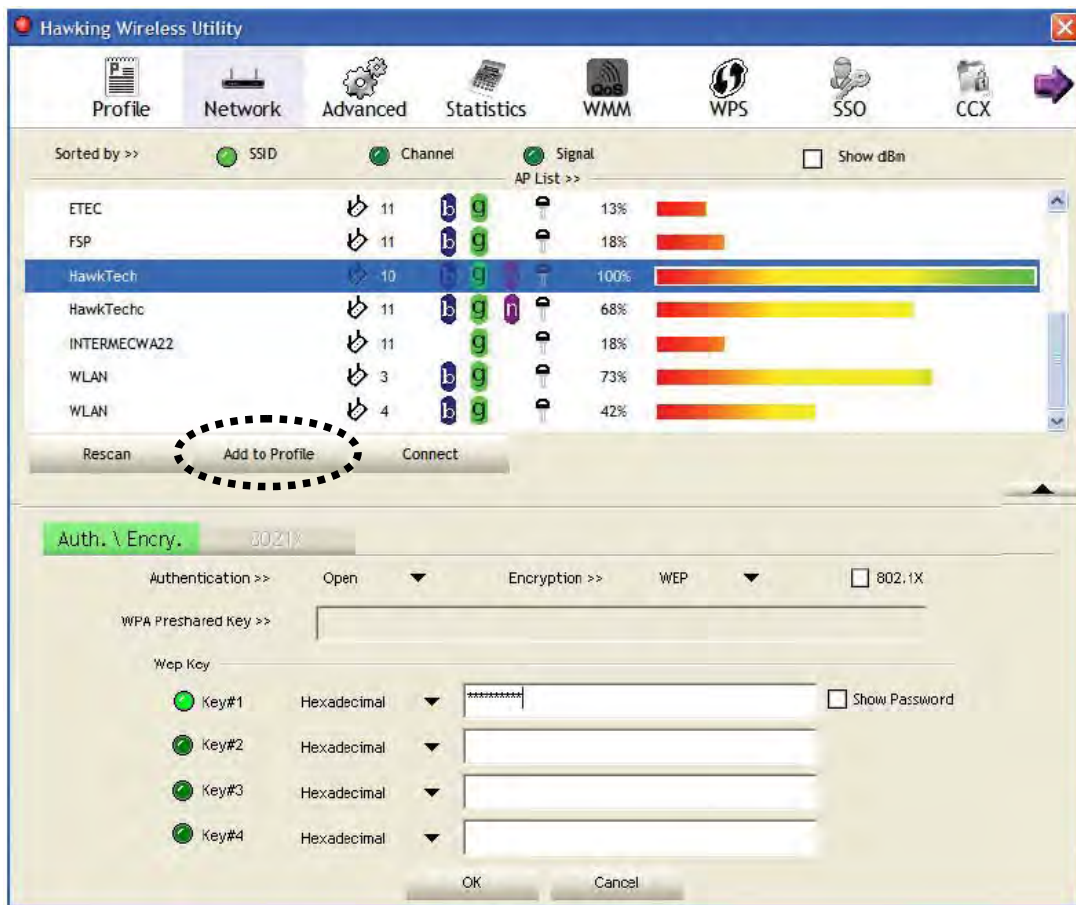 Hawking Wireless Utility
Profile Network Advanced Statistics WMM WPS SSO CCX
QoS
Sorted by >> SSID Channel Signal Show dBm
AP List >>
ETEC 11 b g 13%
FSP 11 b g 18%
HawkTech 10 b g n 100%
HawkTechc 11 b g n 68%
INTERMECWA22 11 g 18%
WLAN 3 b g 73%
WLAN 4 b g 42%
Rescan Add to Profile Connect
Auth. \ Encry. 8021X
Authentication >> Open Encryption >> WEP 802.1X
WPA Preshared Key >>
Wep Key
Key#1 Hexadecimal ********** Show Password
Key#2 Hexadecimal
Key#3 Hexadecimal
Key#4 Hexadecimal
OK Cancel